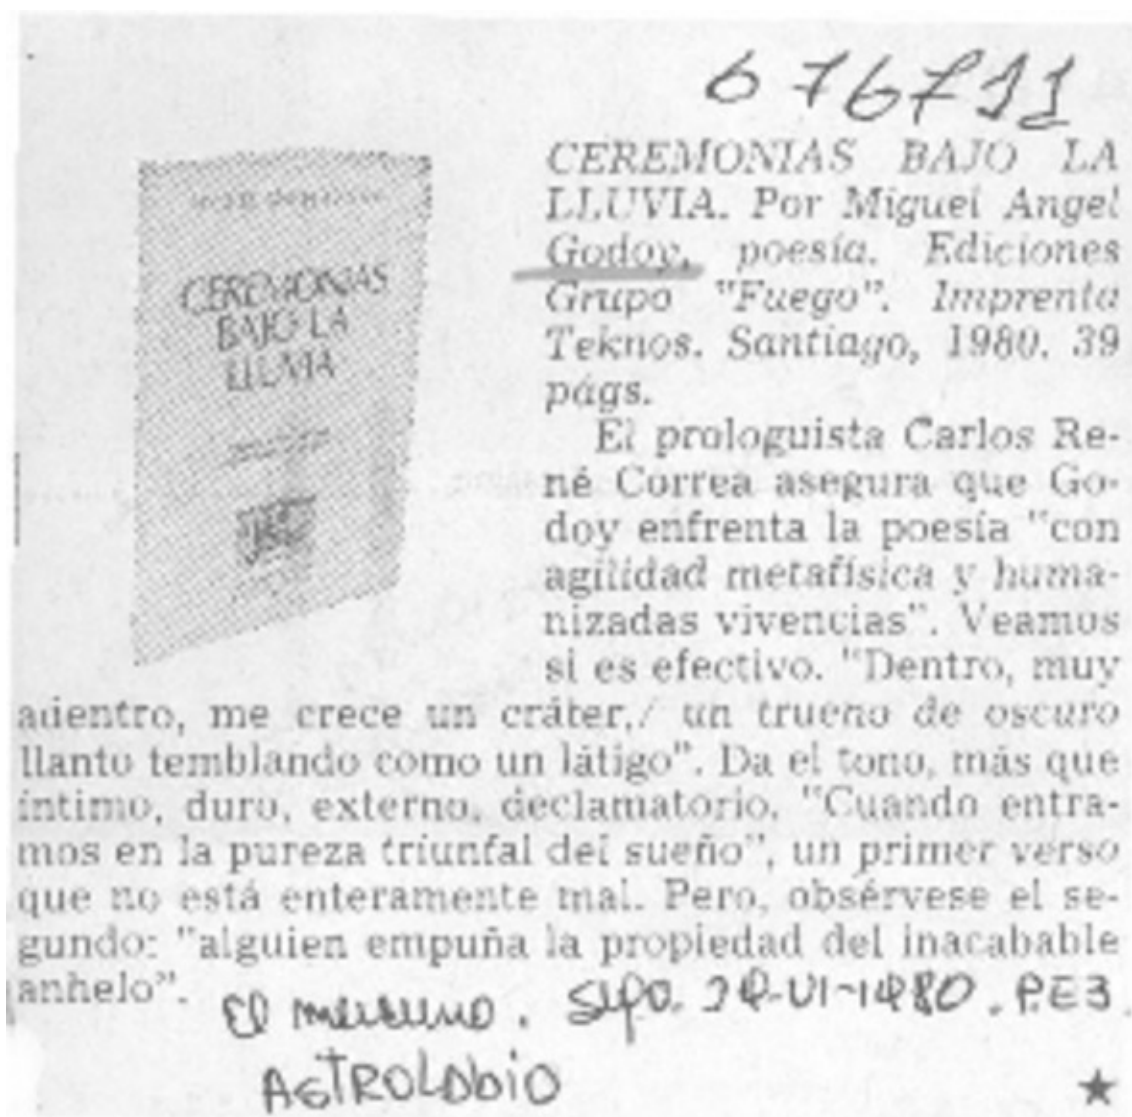 676711
CEREMONIAS BAJO LA
LLUVIA. Por Miguel Angel
Godoy, poesía. Ediciones
Grupo "Fuego". Imprenta
Teknos. Santiago, 1980. 39
págs.
El prologuista Carlos Re-
né Correa asegura que Go-
doy enfrenta la poesía "con
agilidad metafísica y huma-
nizadas vivencias". Veamos
si es efectivo. "Dentro, muy
adentro, me crece un cráter,/ un trueno de oscuro
llanto temblando como un látigo". Da el tono, más que
íntimo, duro, externo, declamatorio. "Cuando entra-
mos en la pureza triunfal del sueño", un primer verso
que no está enteramente mal. Pero, obsérvese el se-
gundo: "alguien empuña la propiedad del inacabable
anhelo".
CEREMONIAS
BAJO LA
LLUVIA
El mercurio. Stgo. VI-1980. P.E3.
ASTROLABIO